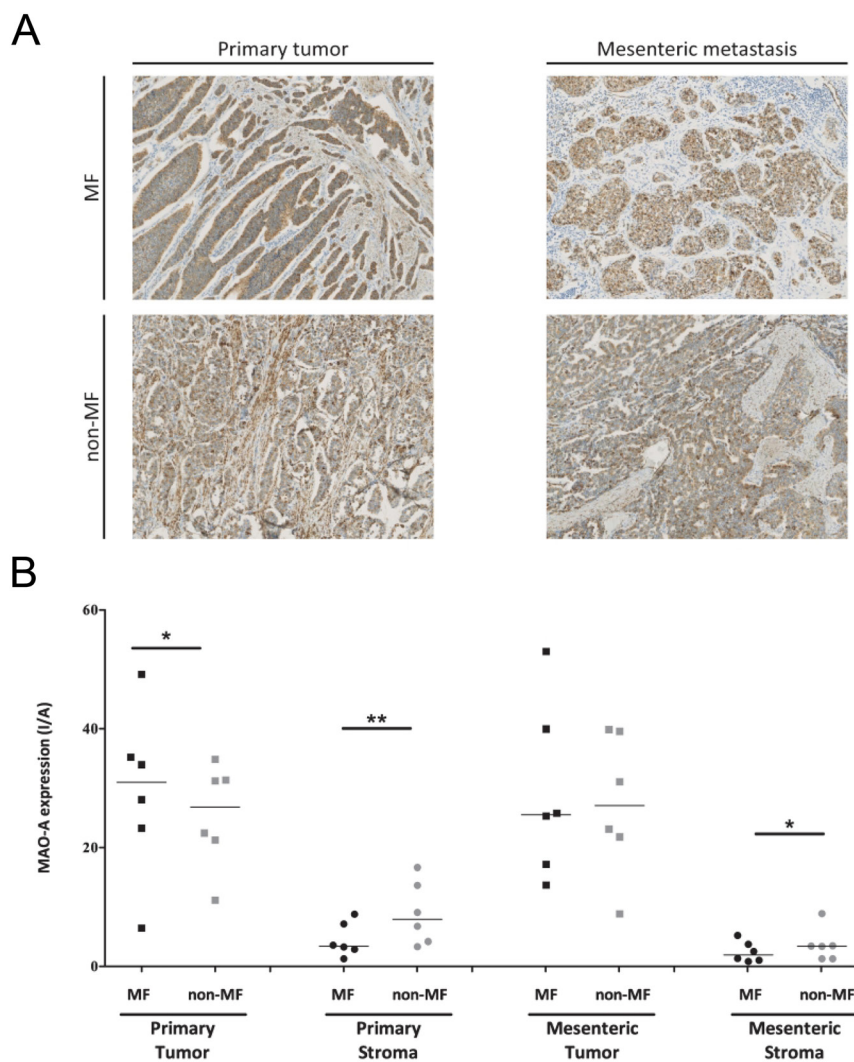 A
Primary tumor
Mesenteric metastasis
MF
non-MF
B
MAO-A expression (I/A)
60
40
20
0
*
**
*
MF
non-MF
MF
non-MF
MF
non-MF
MF
non-MF
Primary
Tumor
Primary
Stroma
Mesenteric
Tumor
Mesenteric
Stroma